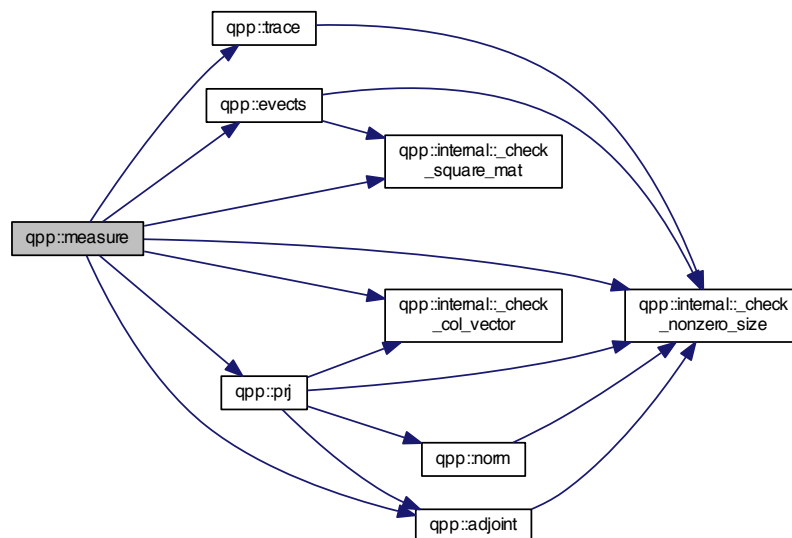 qpp::trace
qpp::evects
qpp::internal::_check
_square_mat
qpp::measure
qpp::internal::_check
_col_vector
qpp::internal::_check
_nonzero_size
qpp::prj
qpp::norm
qpp::adjoint